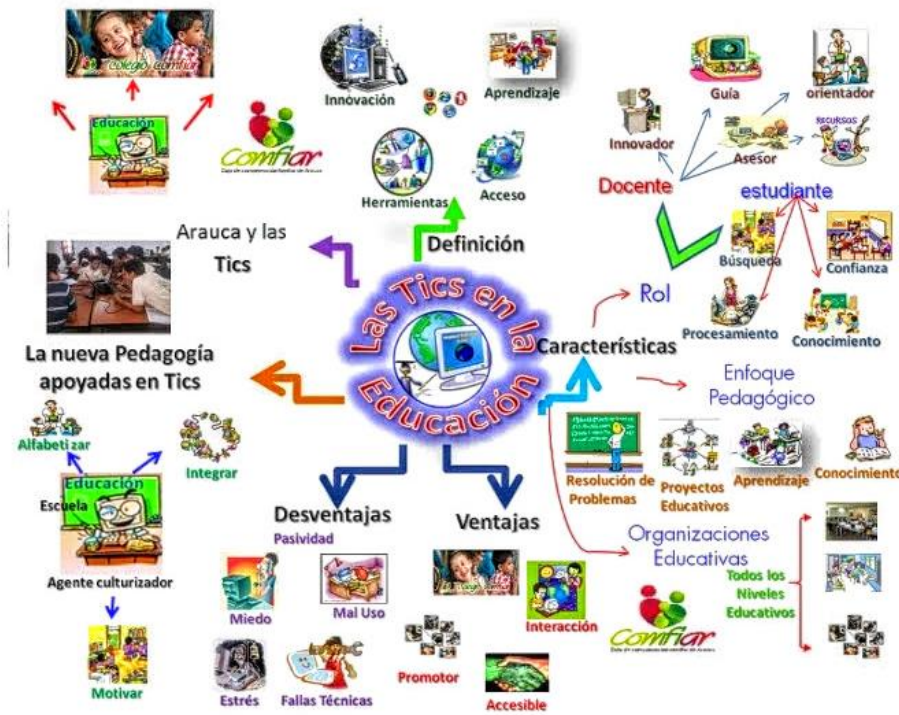 Colegio Comfiar
Educación
Comfiar
Innovación
Aprendizaje
Herramientas
Acceso
Definición
Arauca y las
Tics
Guía
orientador
Innovador
Asesor
RECURSOS
Docente
estudiante
Búsqueda
Confianza
Procesamiento
Conocimiento
Rol
Las Tics en la
Educación
Características
La nueva Pedagogía
apoyadas en Tics
Alfabeti zar
Integrar
Educación
Escuela
Agente culturizador
Motivar
Enfoque
Pedagógico
Resolución de
Problemas
Proyectos
Educativos
Aprendizaje
Conocimiento
Organizaciones
Educativas
Todos los
Niveles
Educativos
Comfiar
Desventajas
Pasividad
Miedo
Mal Uso
Estrés
Fallas Técnicas
Ventajas
Interacción
Promotor
Accesible